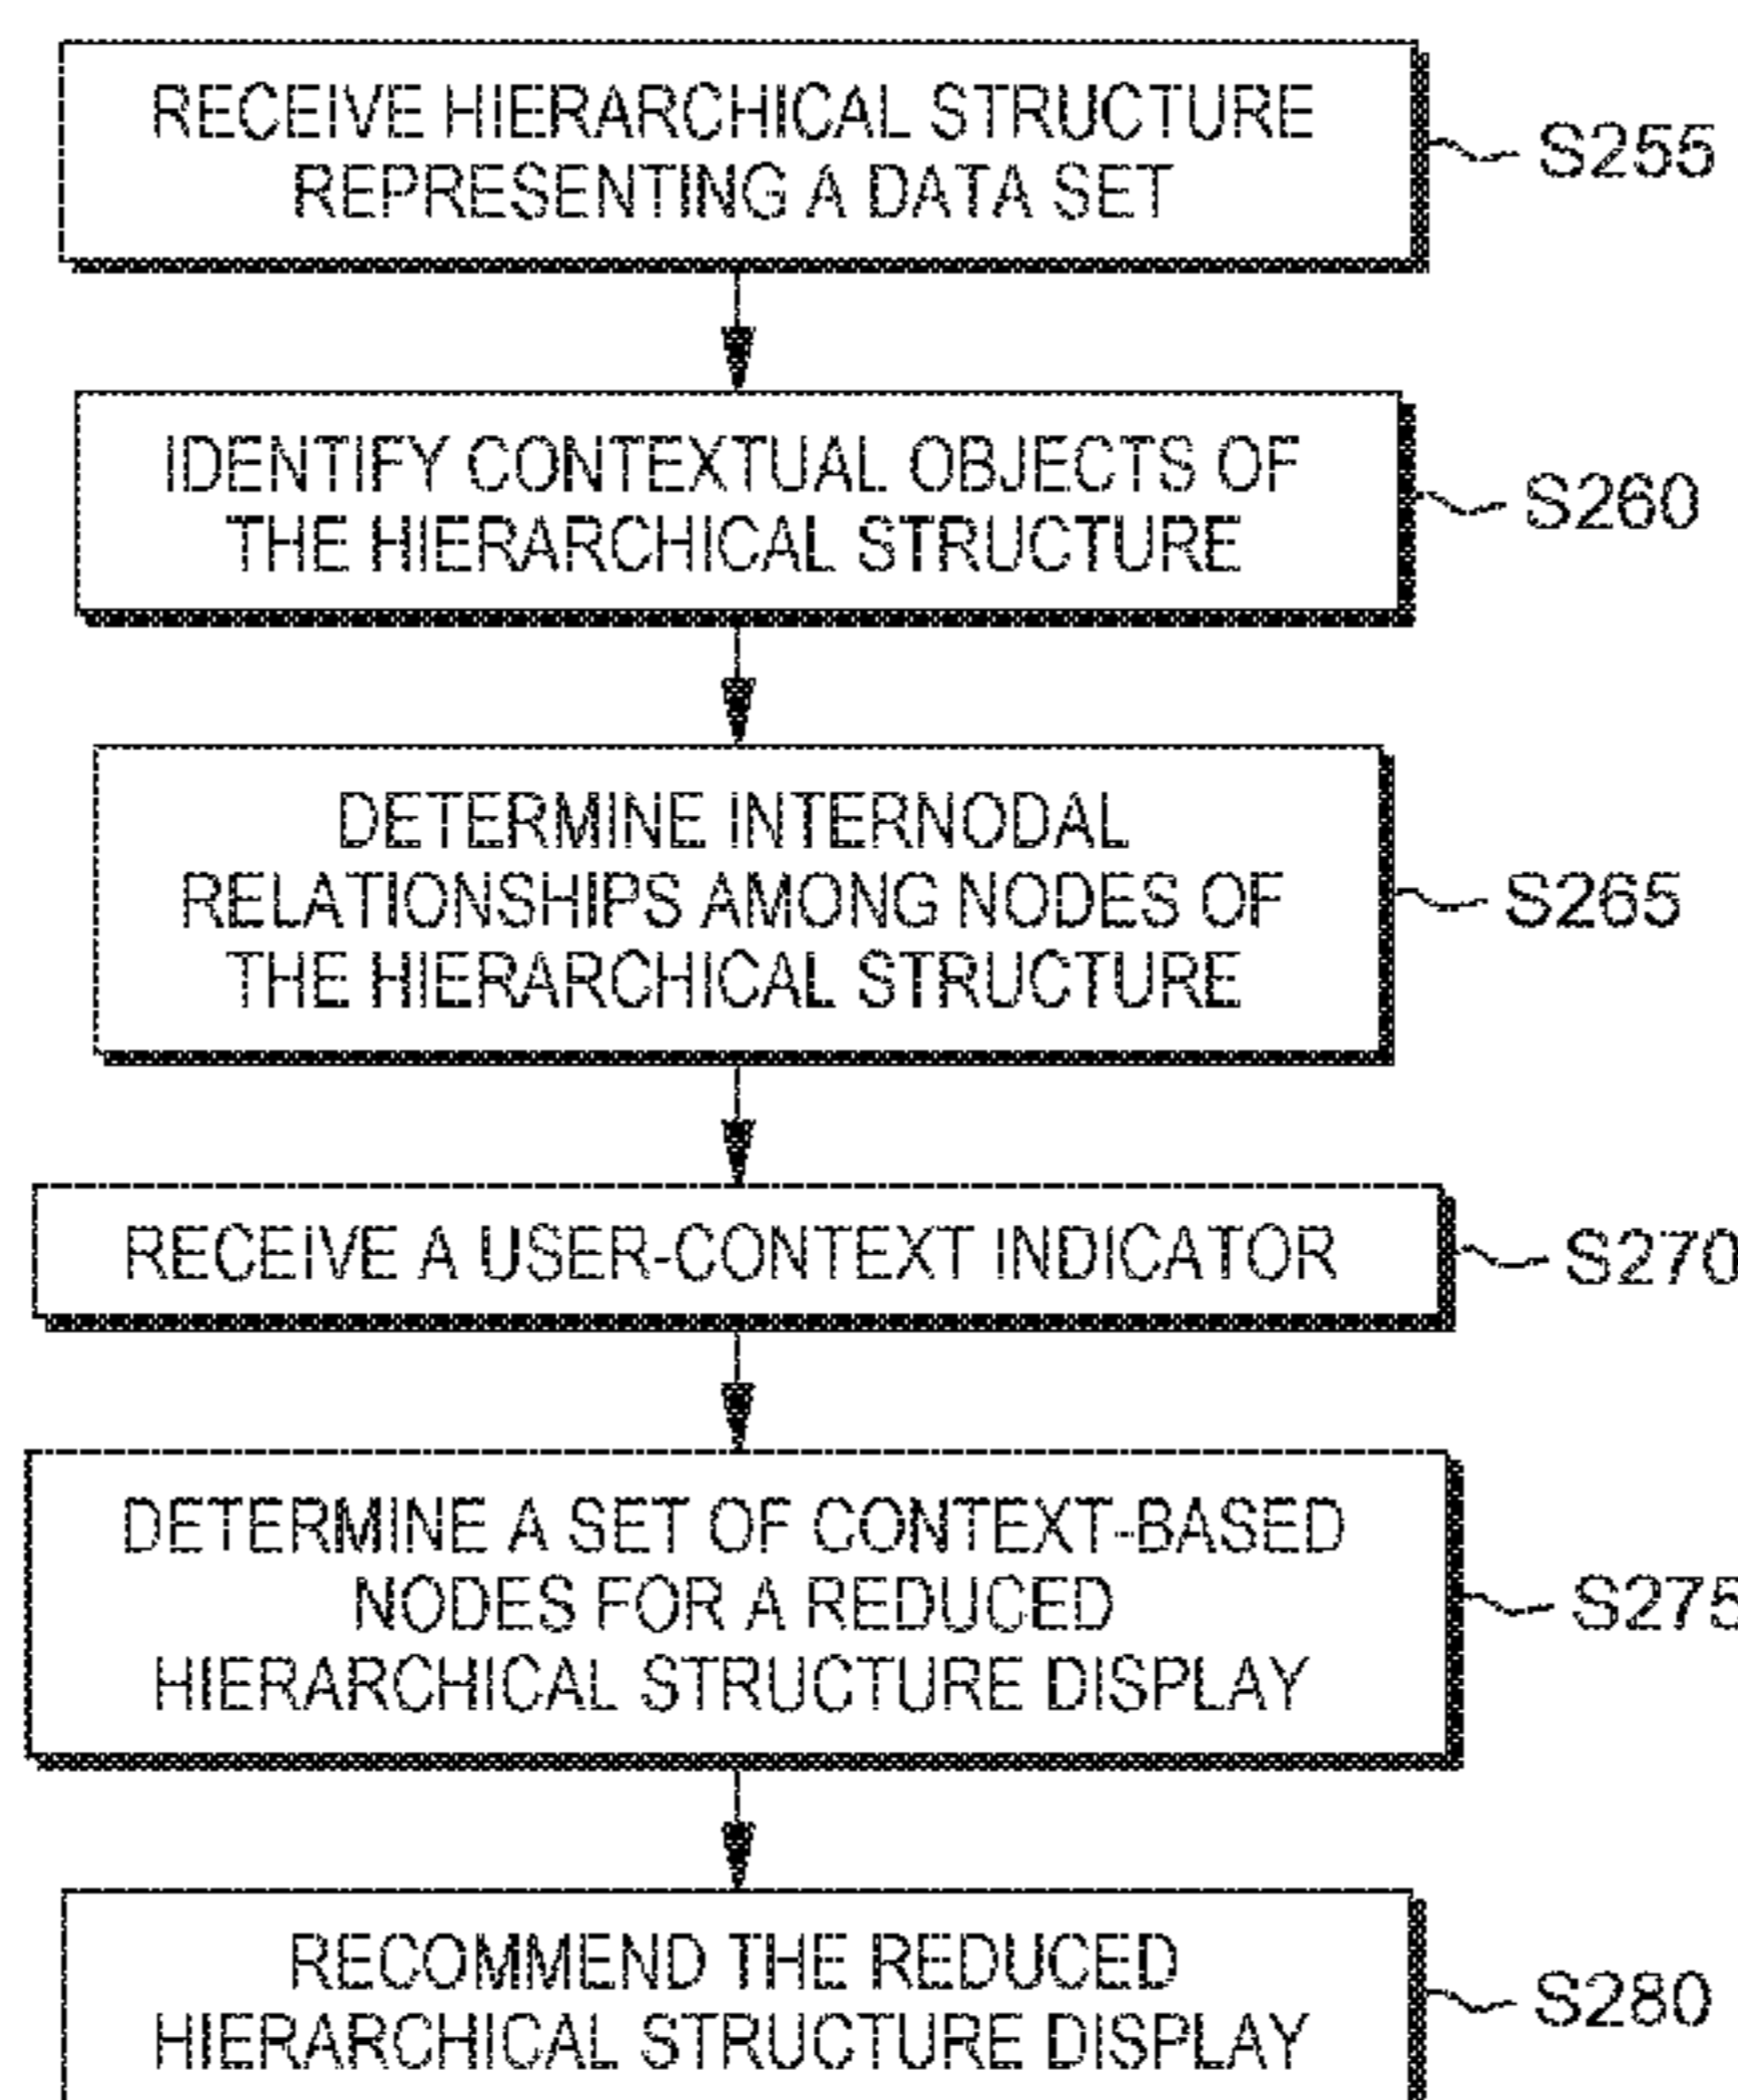 RECEIVE HIERARCHICAL STRUCTURE
REPRESENTING A DATA SET
S255
IDENTIFY CONTEXTUAL OBJECTS OF
THE HIERARCHICAL STRUCTURE
S260
DETERMINE INTERNODAL
RELATIONSHIPS AMONG NODES OF
THE HIERARCHICAL STRUCTURE
S265
RECEIVE A USER-CONTEXT INDICATOR
S270
DETERMINE A SET OF CONTEXT-BASED
NODES FOR A REDUCED
HIERARCHICAL STRUCTURE DISPLAY
S275
RECOMMEND THE REDUCED
HIERARCHICAL STRUCTURE DISPLAY
S280